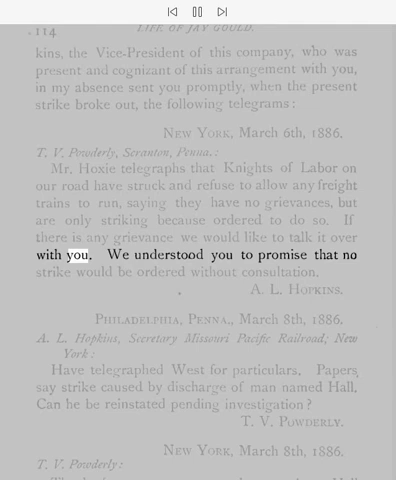 114 LIFE OF JAY GOULD.
kins, the Vice-President of this company, who was
present and cognizant of this arrangement with you,
in my absence sent you promptly, when the present
strike broke out, the following telegrams:
NEW YORK, March 6th, 1886.
T. V. Powderly, Scranton, Penna.:
Mr. Hoxie telegraphs that Knights of Labor on
our road have struck and refuse to allow any freight
trains to run, saying they have no grievances, but
are only striking because ordered to do so. If
there is any grievance we would like to talk it over
with you. We understood you to promise that no
strike would be ordered without consultation.
A. L. HOPKINS.
PHILADELPHIA, PENNA., March 8th, 1886.
A. L. Hopkins, Secretary Missouri Pacific Railroad, New
York:
Have telegraphed West for particulars. Papers
say strike caused by discharge of man named Hall.
Can he be reinstated pending investigation?
T. V. POWDERLY.
NEW YORK, March 8th, 1886.
T. V. Powderly: